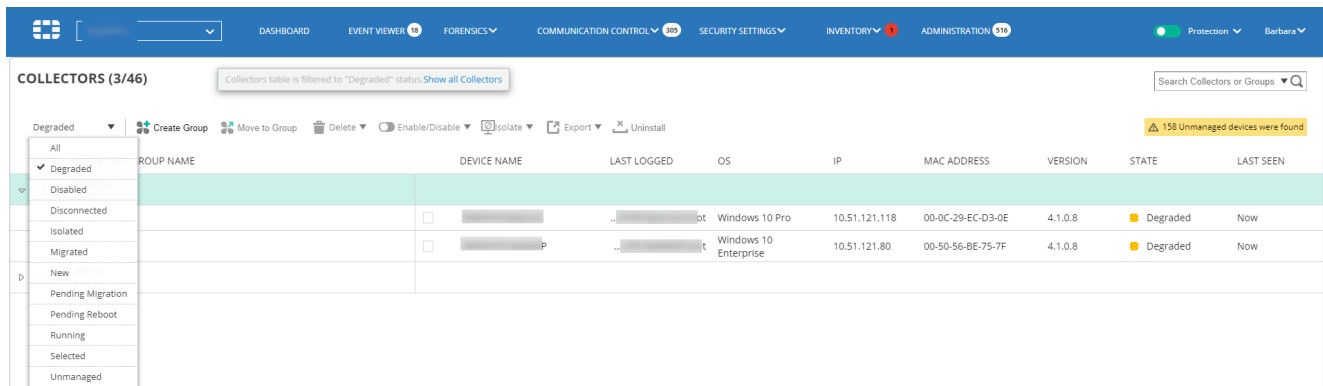 DASHBOARD EVENT VIEWER 18 FORENSICS COMMUNICATION CONTROL 305 SECURITY SETTINGS INVENTORY 1 ADMINISTRATION 516 Protection Barbara
COLLECTORS (3/46) Collectors table is filtered to "Degraded" status.Show all Collectors Search Collectors or Groups
Degraded Create Group Move to Group Delete Enable/Disable Isolate Export Uninstall 158 Unmanaged devices were found
All
GROUP NAME DEVICE NAME LAST LOGGED OS IP MAC ADDRESS VERSION STATE LAST SEEN
Degraded
Disabled
Disconnected
..ot Windows 10 Pro 10.51.121.118 00-0C-29-EC-D3-0E 4.1.0.8 Degraded Now
Isolated
P ...t Windows 10 Enterprise 10.51.121.80 00-50-56-BE-75-7F 4.1.0.8 Degraded Now
Migrated
New
Pending Migration
Pending Reboot
Running
Selected
Unmanaged